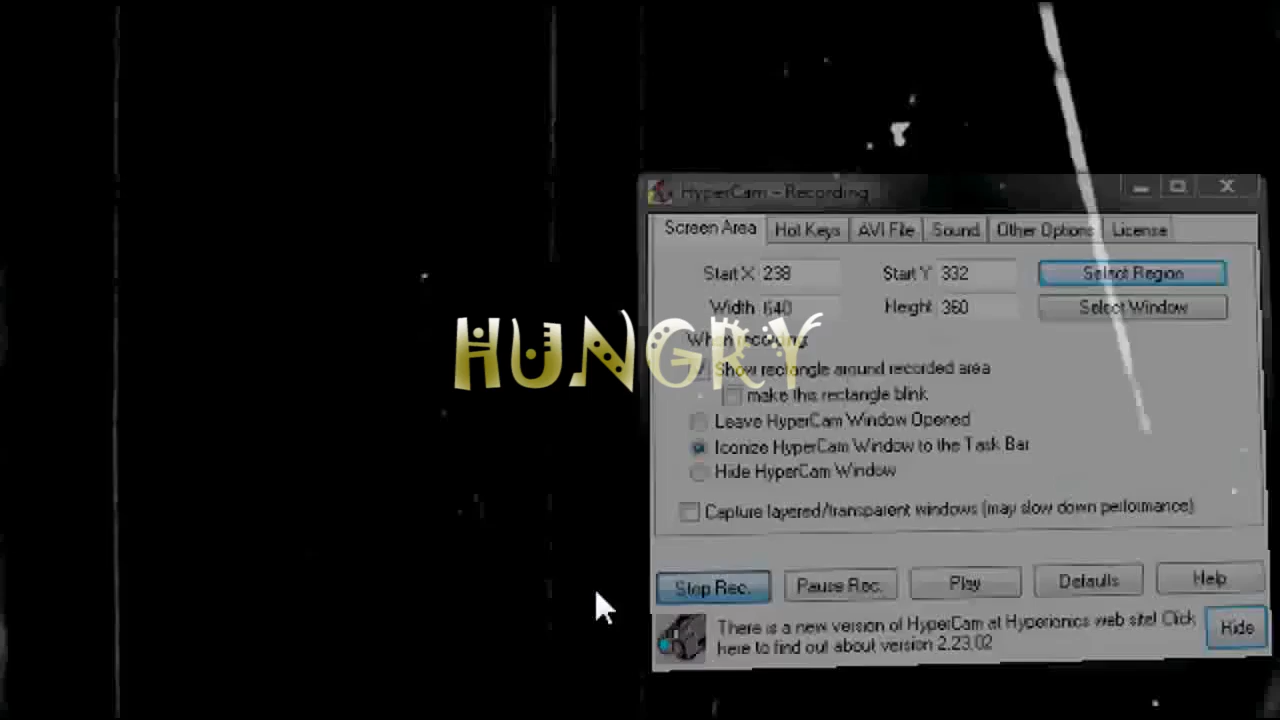 HyperCam - Recording
Screen Area Hot Keys AVI File Sound Other Options License
Start X 238 Start Y 332 Select Region
Width 640 Height 360 Select Window
HUNGRY
When recording:
Show rectangle around recorded area
make this rectangle blink
Leave HyperCam Window Opened
Iconize HyperCam Window to the Task Bar
Hide HyperCam Window
Capture layered/transparent windows (may slow down performance)
Stop Rec. Pause Rec. Play Defaults Help
There is a new version of HyperCam at Hyperionics web site! Click
here to find out about version 2.23.02
Hide